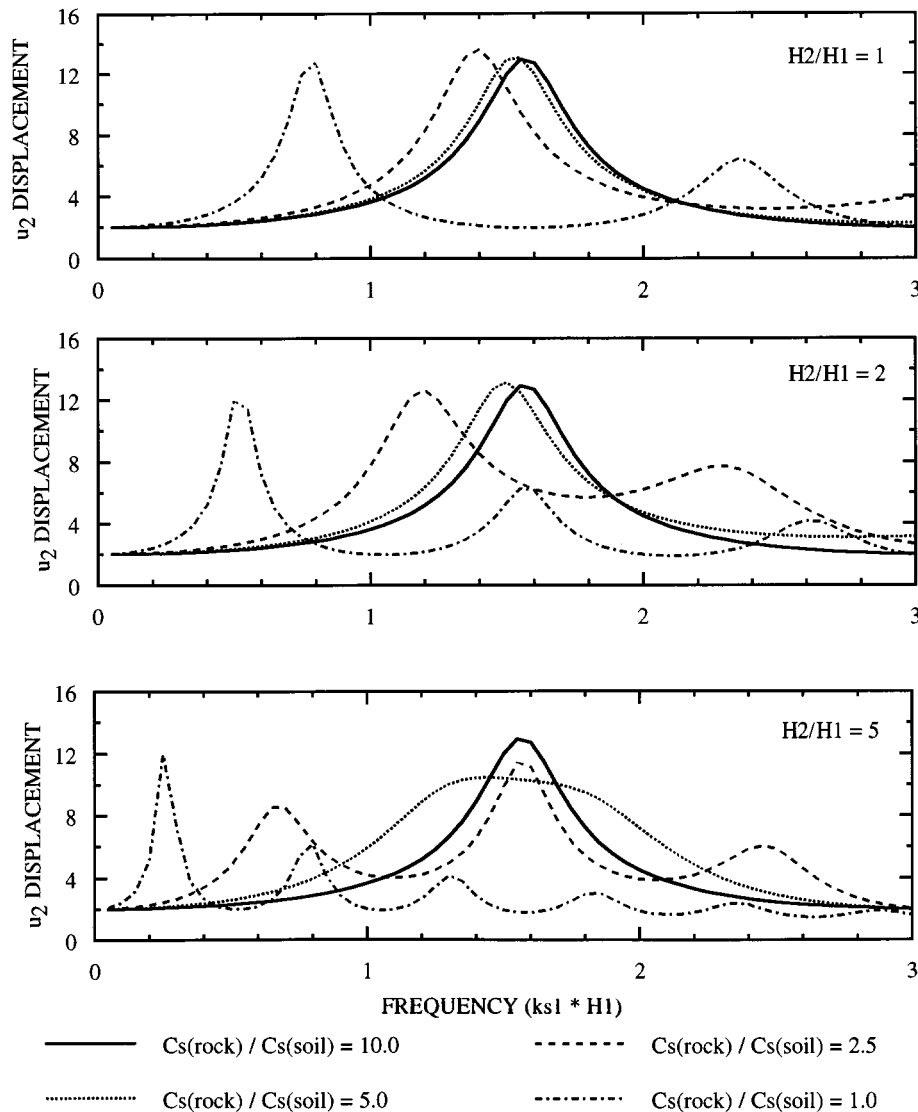 16
12
8
4
0
u2 DISPLACEMENT
H2/H1 = 1
0 1 2 3
16
12
8
4
0
u2 DISPLACEMENT
H2/H1 = 2
0 1 2 3
16
12
8
4
0
u2 DISPLACEMENT
H2/H1 = 5
0 1 2 3
FREQUENCY (ks1 * H1)
Cs(rock) / Cs(soil) = 10.0 Cs(rock) / Cs(soil) = 2.5
Cs(rock) / Cs(soil) = 5.0 Cs(rock) / Cs(soil) = 1.0